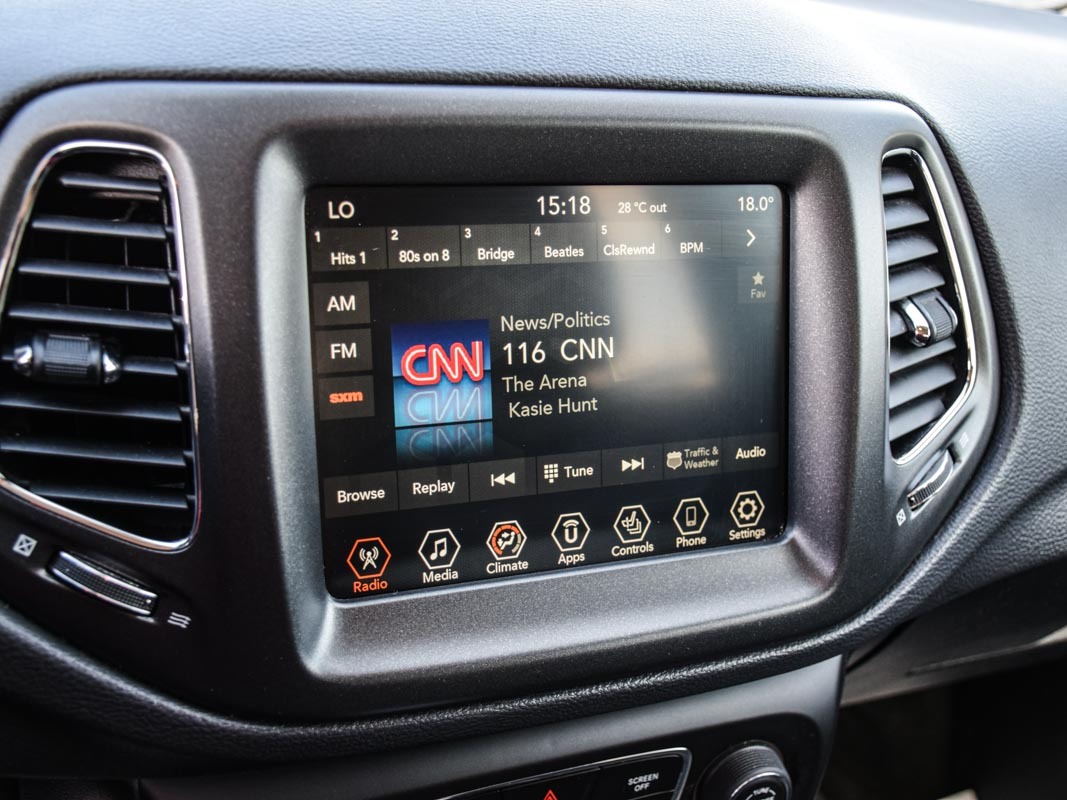 LO 15:18 28 °C out 18.0°
1 Hits 1 2 80s on 8 3 Bridge 4 Beatles 5 ClsRewnd 6 BPM
Fav
AM
FM
sxm
CNN
News/Politics
116 CNN
The Arena
Kasie Hunt
Browse Replay Tune Traffic & Weather Audio
Radio Media Climate Apps Controls Phone Settings
SCREEN
OFF
TUNE